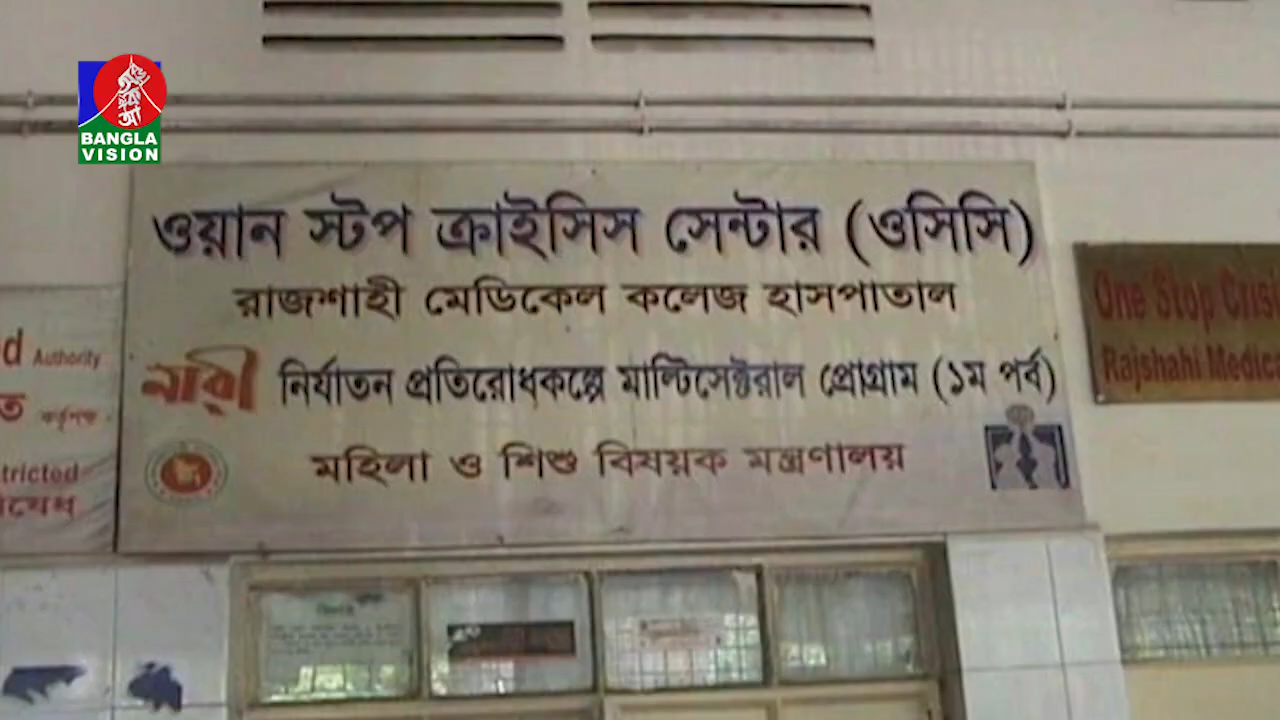 BANGLA
VISION
ওয়ান স্টপ ক্রাইসিস সেন্টার (ওসিসি)
রাজশাহী মেডিকেল কলেজ হাসপাতাল
নারী নির্যাতন প্রতিরোধকল্পে মাল্টিসেক্টরাল প্রোগ্রাম (১ম পর্ব)
মহিলা ও শিশু বিষয়ক মন্ত্রণালয়
One Stop Crisi
Rajshahi Medica
d Authority
ত কর্তৃপক্ষ
tricted